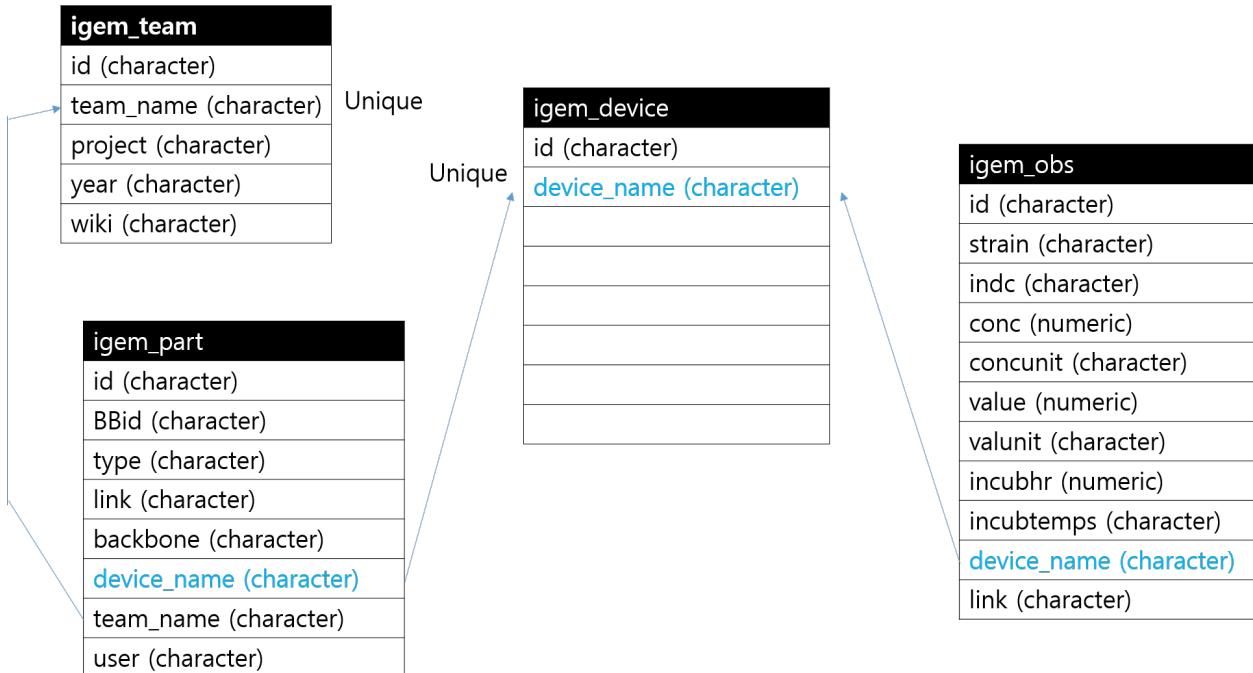 igem_team
id (character)
team_name (character)
project (character)
year (character)
wiki (character)
Unique
igem_part
id (character)
BBid (character)
type (character)
link (character)
backbone (character)
device_name (character)
team_name (character)
user (character)
Unique
igem_device
id (character)
device_name (character)
igem_obs
id (character)
strain (character)
indc (character)
conc (numeric)
concunit (character)
value (numeric)
valunit (character)
incubhr (numeric)
incubtemps (character)
device_name (character)
link (character)